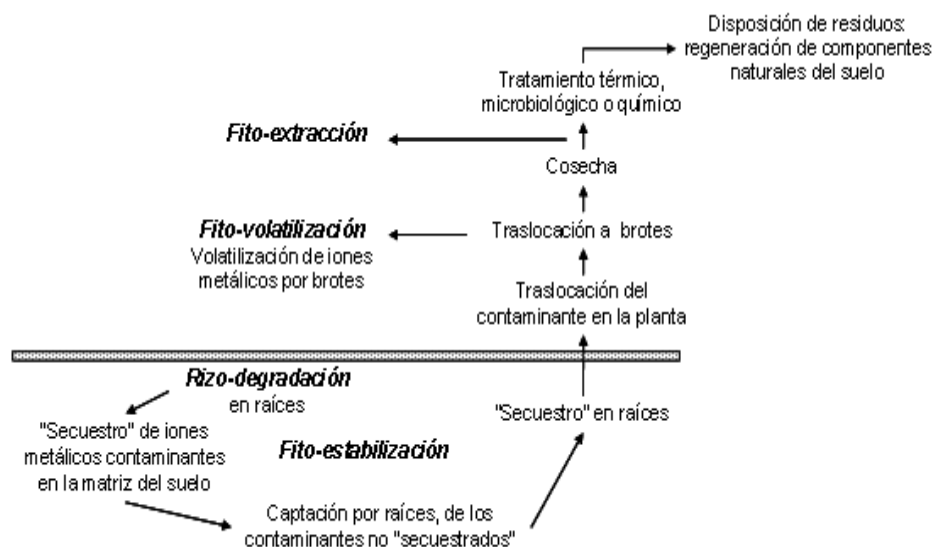 Disposición de residuos:
regeneración de componentes
naturales del suelo
Tratamiento térmico,
microbiológico o químico
Fito-extracción
Cosecha
Fito-volatilización
Volatilización de iones
metálicos por brotes
Traslocación a brotes
Traslocación del
contaminante en la planta
Rizo-degradación
en raíces
"Secuestro" en raíces
"Secuestro" de iones
metálicos contaminantes
en la matriz del suelo
Fito-estabilización
Captación por raíces, de los
contaminantes no "secuestrados"